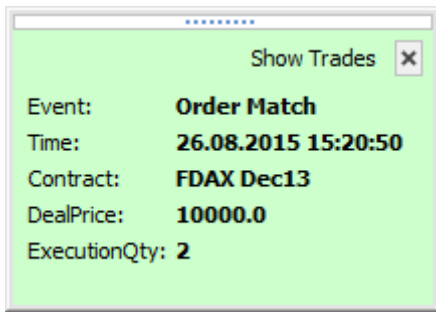 Show Trades
Event: Order Match
Time: 26.08.2015 15:20:50
Contract: FDAX Dec13
DealPrice: 10000.0
ExecutionQty: 2